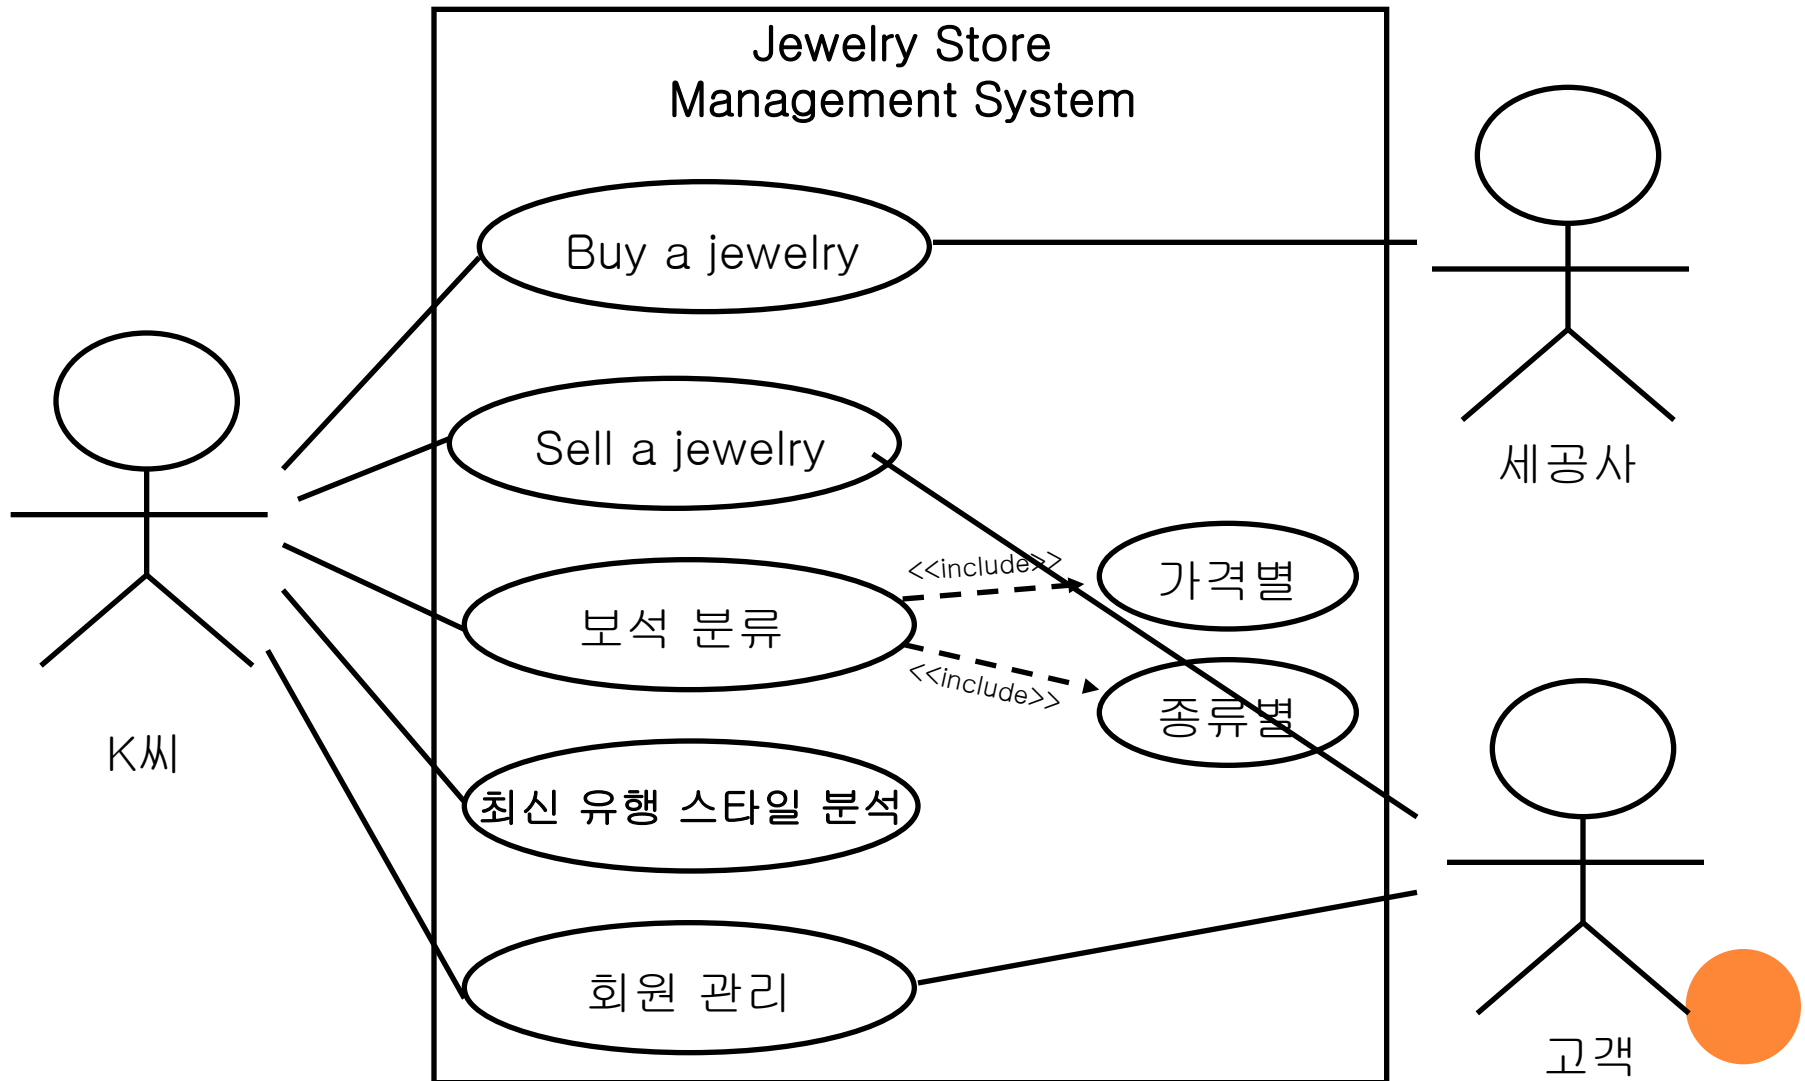 Jewelry Store
Management System
Buy a jewelry
세공사
Sell a jewelry
<<include>>
가격별
보석 분류
<<include>>
종류별
K씨
최신 유행 스타일 분석
회원 관리
고객